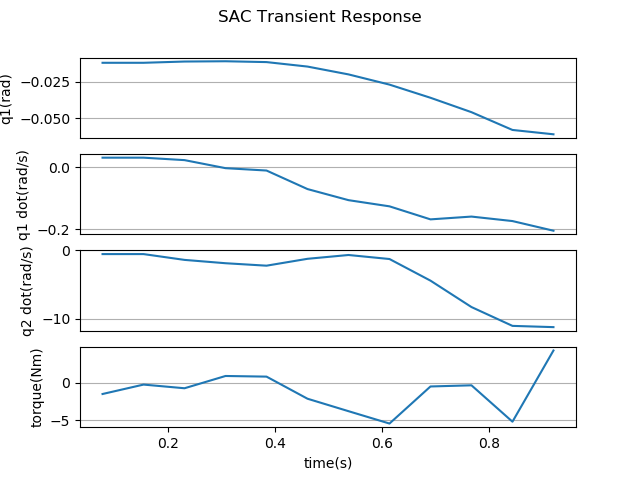 SAC Transient Response
q1(rad)
−0.025
−0.050
q1 dot(rad/s)
0.0
−0.2
q2 dot(rad/s)
0
−10
torque(Nm)
0
−5
0.2 0.4 0.6 0.8
time(s)